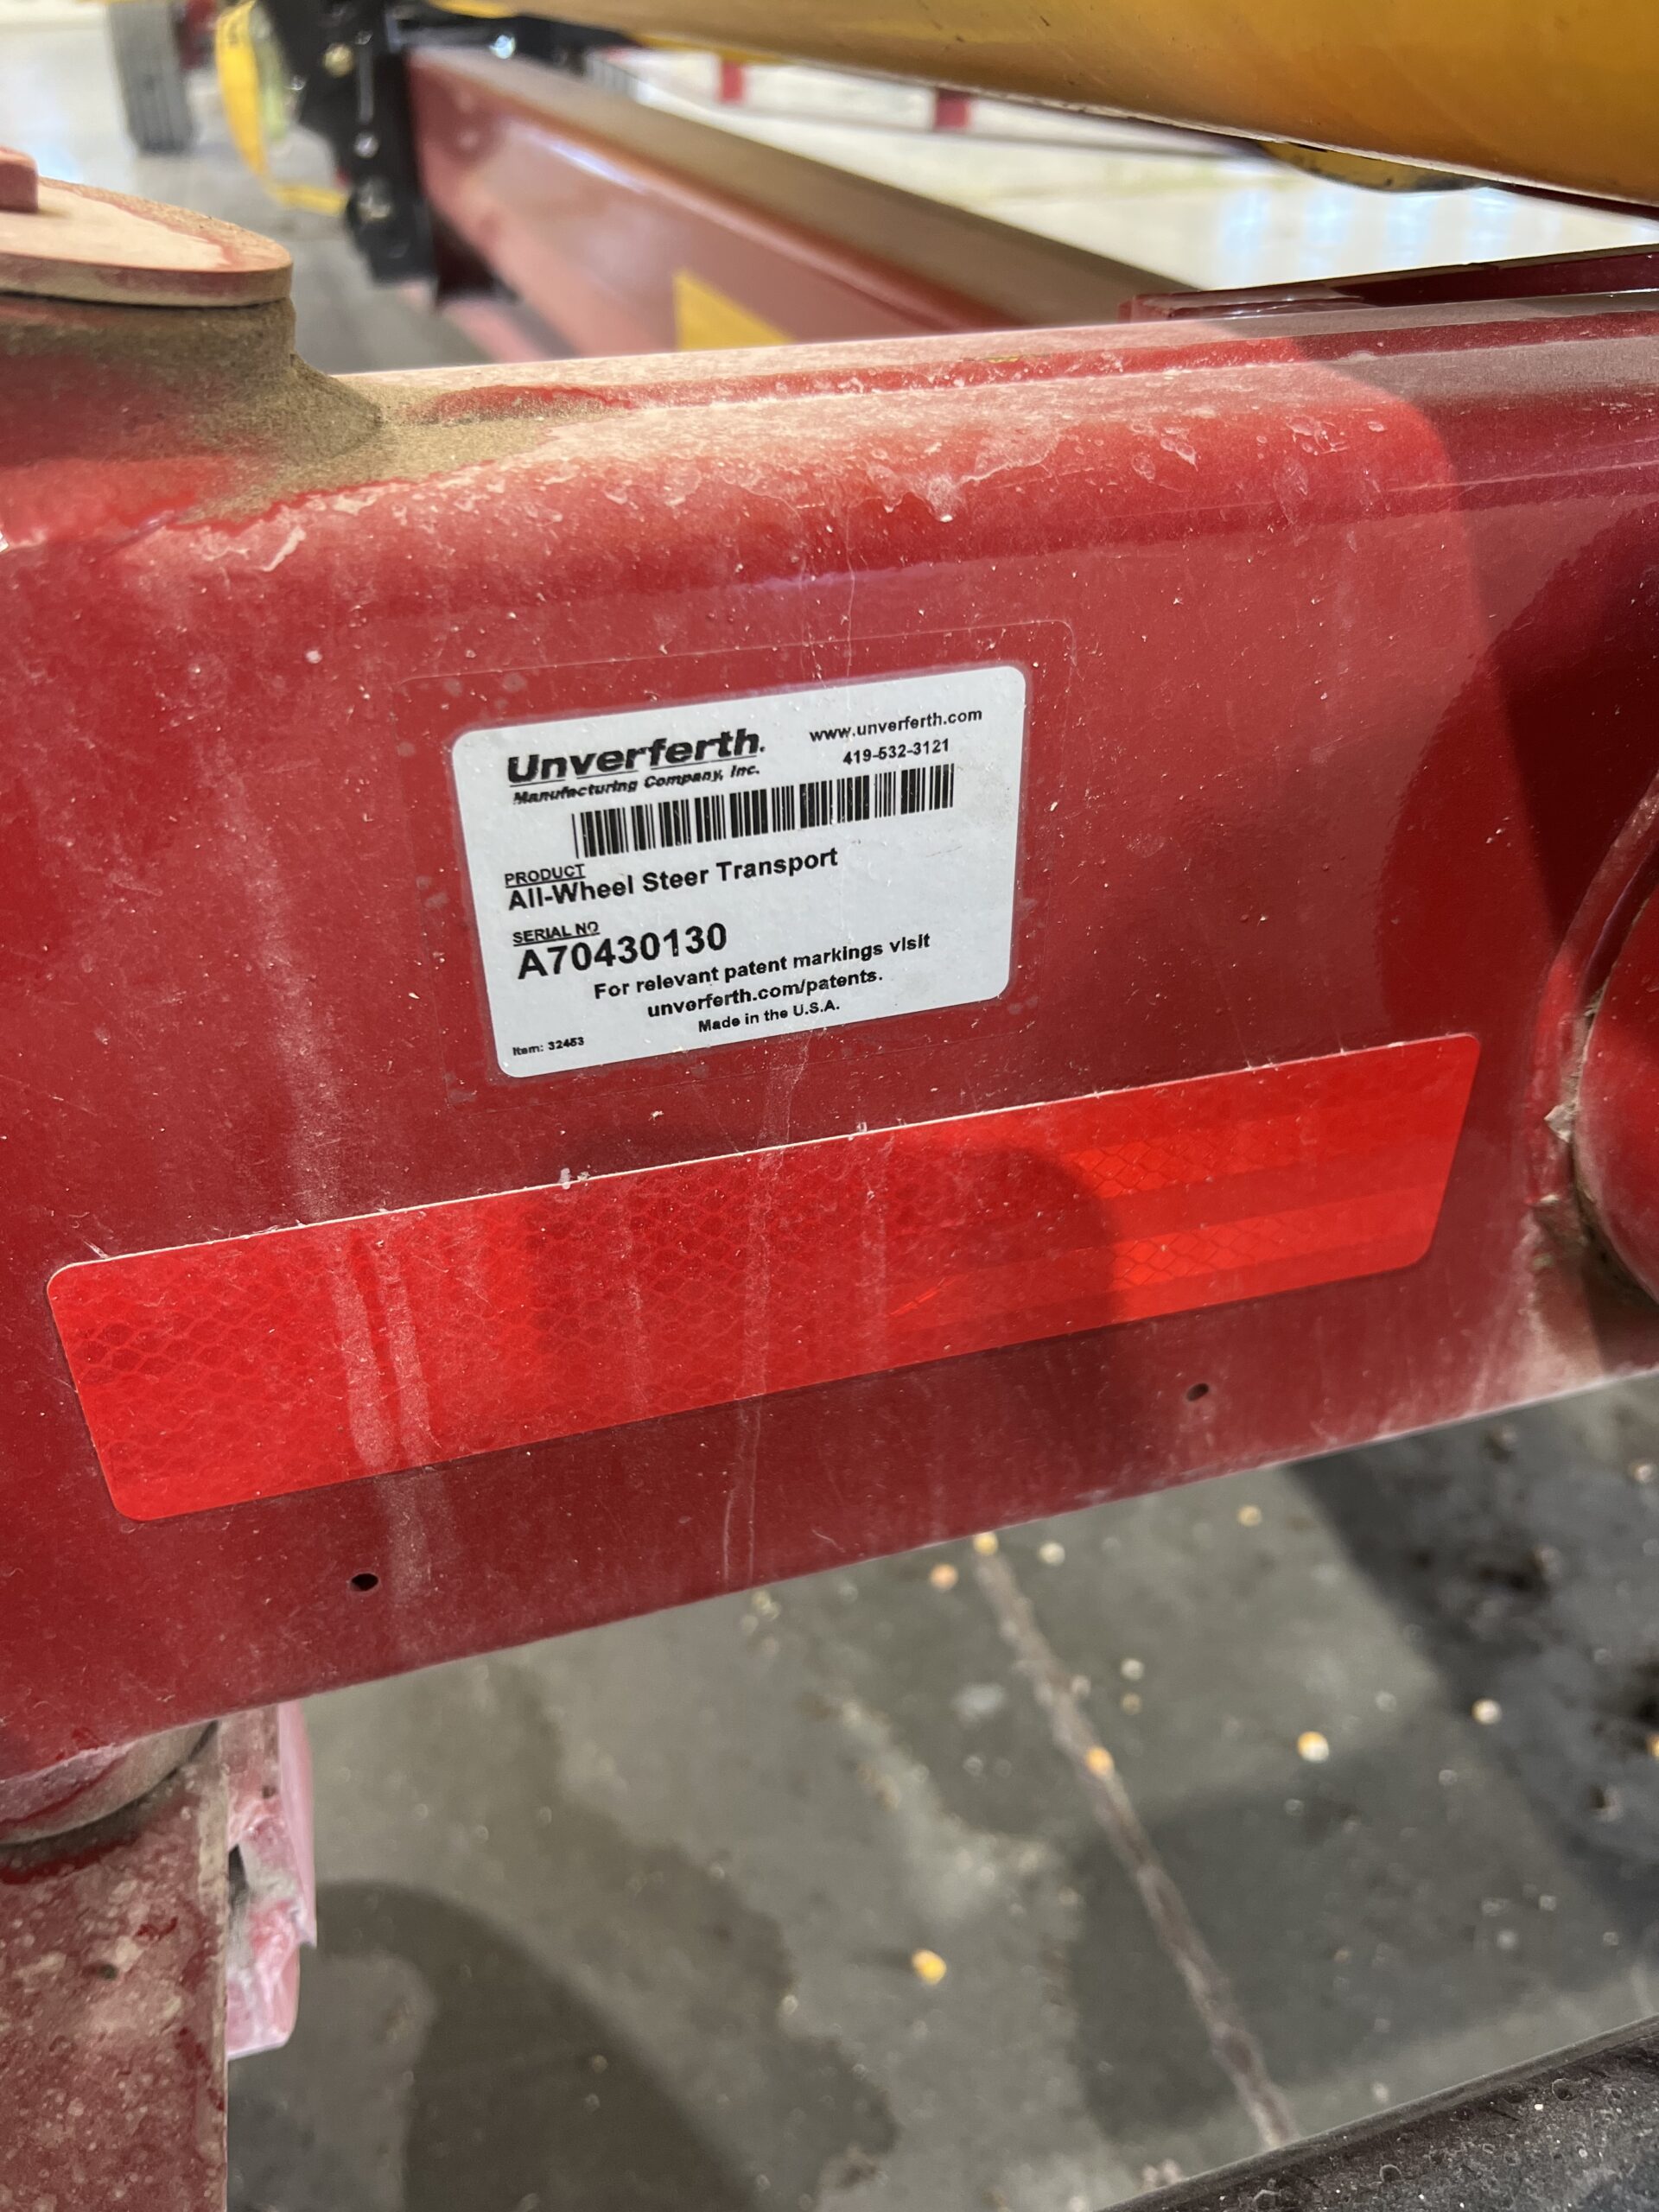 Unverferth.
Manufacturing Company, Inc.
www.unverferth.com
419-532-3121
PRODUCT
All-Wheel Steer Transport
SERIAL NO
A70430130
For relevant patent markings visit
unverferth.com/patents.
Made in the U.S.A.
Item: 32453